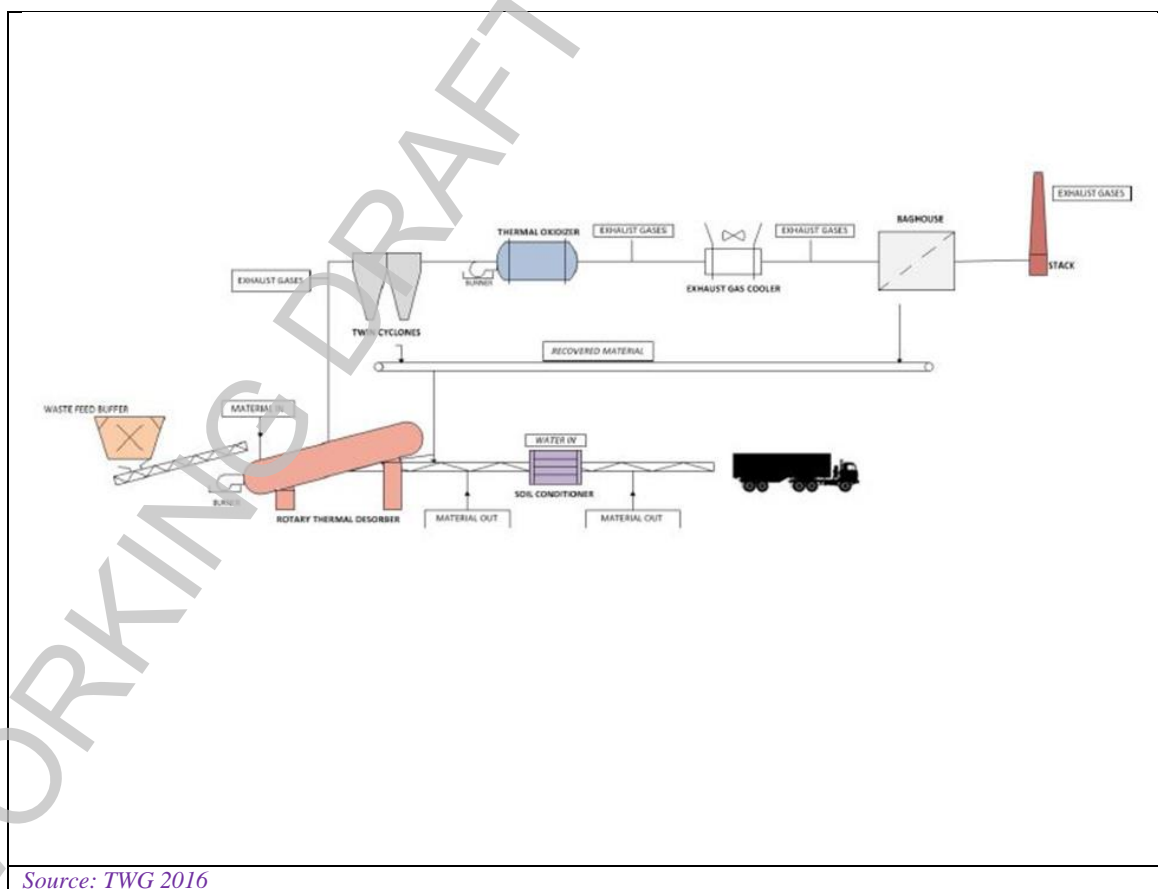 WORKING DRAFT
EXHAUST GASES
BAGHOUSE
THERMAL OXIDIZER
EXHAUST GASES
EXHAUST GASES
STACK
EXHAUST GASES
BURNER
EXHAUST GAS COOLER
TWIN CYCLONES
RECOVERED MATERIAL
WASTE FEED BUFFER
MATERIAL IN
WATER IN
BURNER
SOIL CONDITIONER
ROTARY THERMAL DESORBER
MATERIAL OUT
MATERIAL OUT
Source: TWG 2016